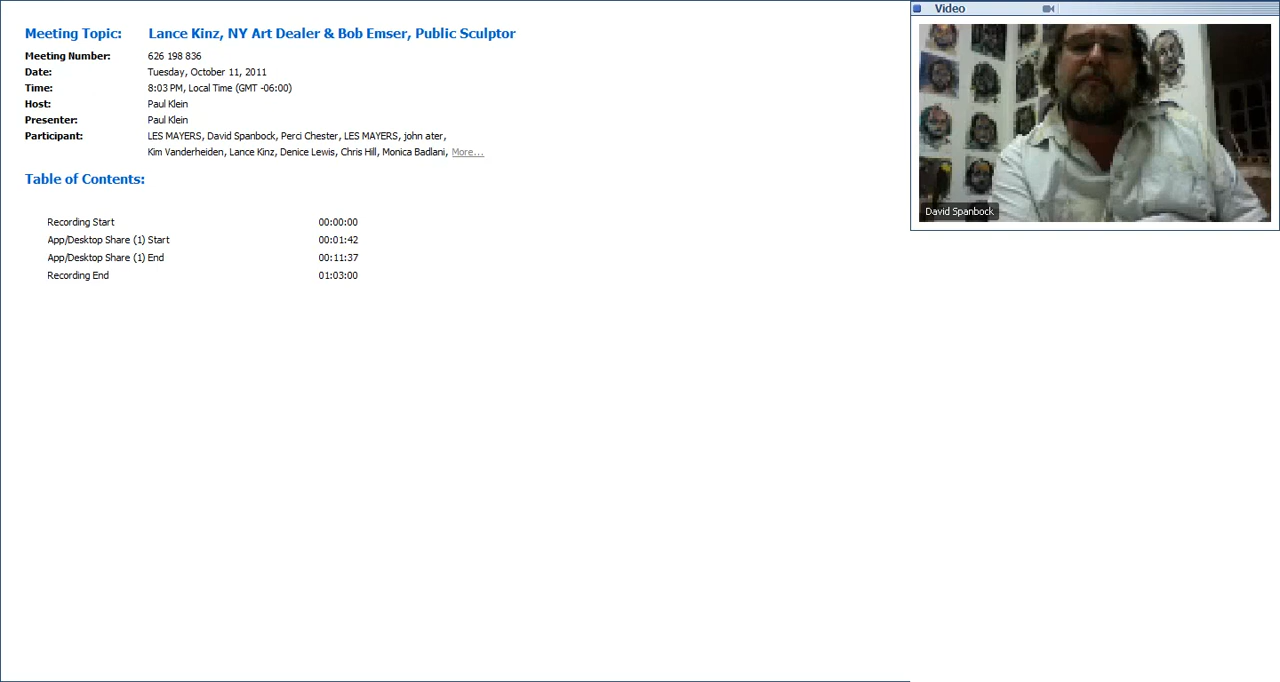 Meeting Topic: Lance Kinz, NY Art Dealer & Bob Emser, Public Sculptor
Meeting Number: 626 198 836
Date: Tuesday, October 11, 2011
Time: 8:03 PM, Local Time (GMT -06:00)
Host: Paul Klein
Presenter: Paul Klein
Participant: LES MAYERS, David Spanbock, Perci Chester, LES MAYERS, john ater,
Kim Vanderheiden, Lance Kinz, Denice Lewis, Chris Hill, Monica Badlani, More...
Table of Contents:
Recording Start 00:00:00
App/Desktop Share (1) Start 00:01:42
App/Desktop Share (1) End 00:11:37
Recording End 01:03:00
Video
David Spanbock